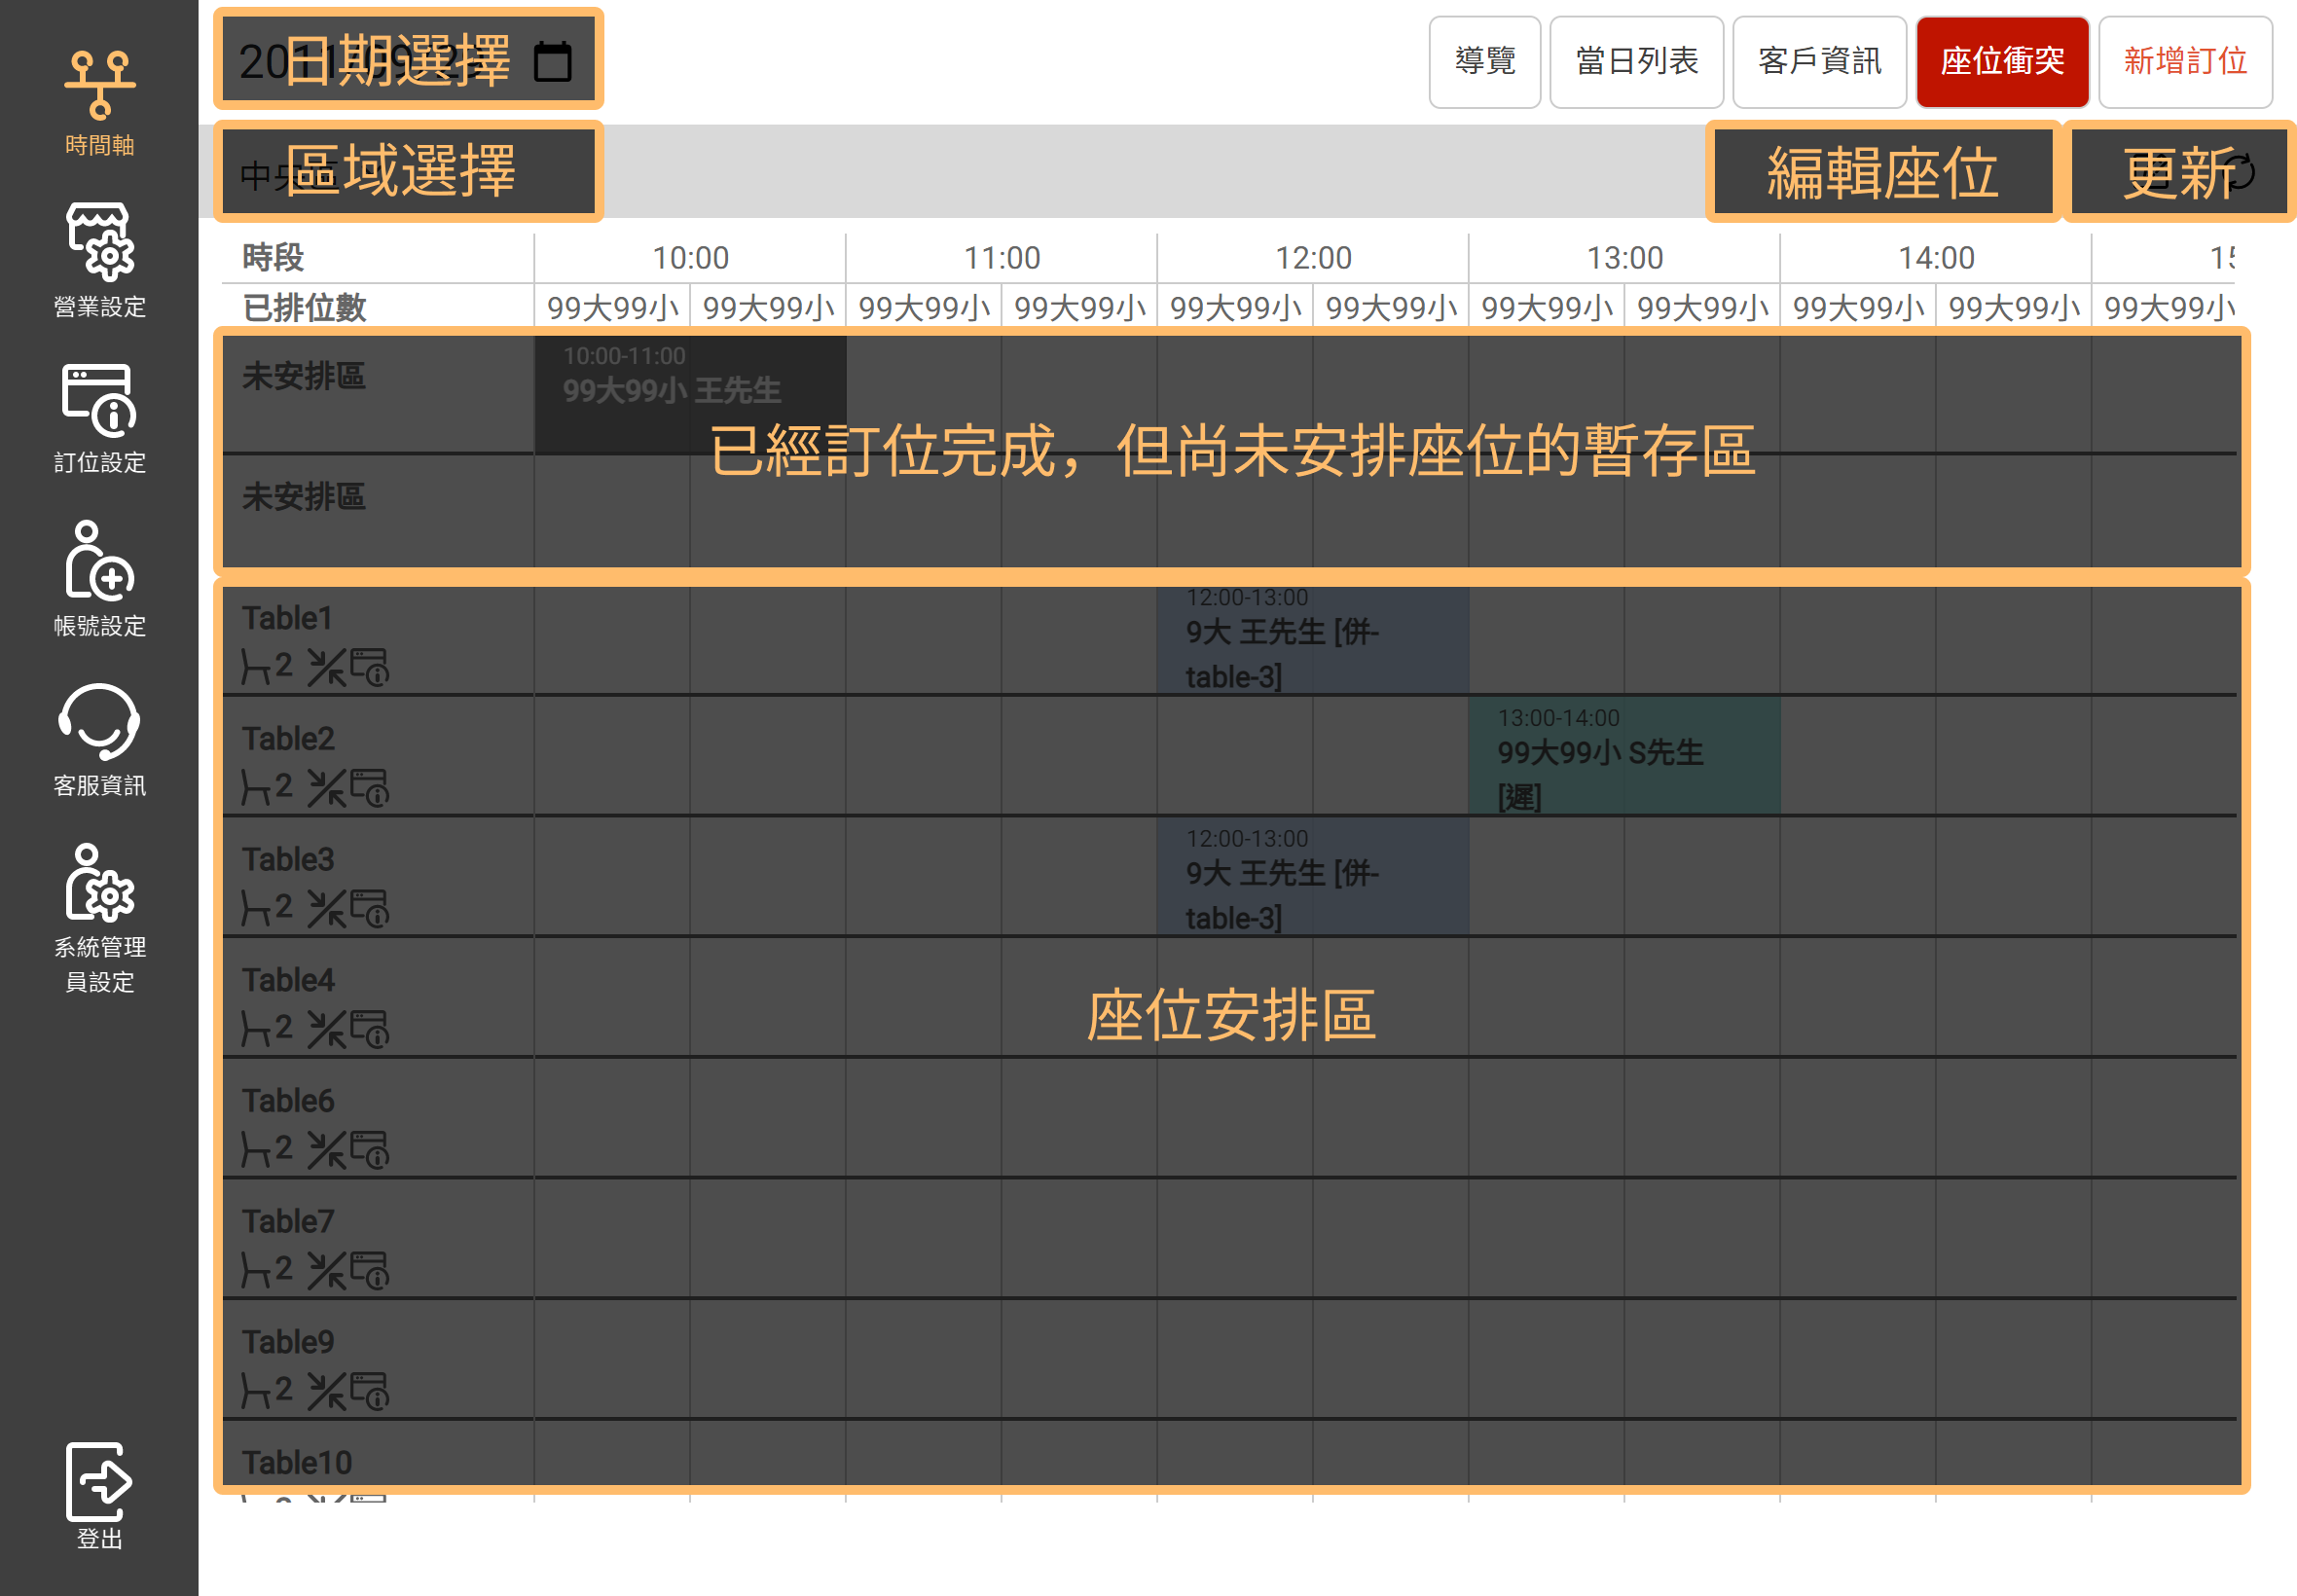 時間軸
營業設定
訂位設定
帳號設定
客服資訊
系統管理
員設定
登出
日期選擇
導覽
當日列表
客戶資訊
座位衝突
新增訂位
區域選擇
編輯座位
更新
時段 10:00 11:00 12:00 13:00 14:00
已排位數 99大99小 99大99小 99大99小 99大99小 99大99小 99大99小 99大99小 99大99小 99大99小 99大99小 99大99小
未安排區
10:00-11:00
99大99小 王先生
已經訂位完成，但尚未安排座位的暫存區
未安排區
Table1
2
12:00-13:00
9大 王先生 [併-
table-3]
Table2
2
13:00-14:00
99大99小 S先生
[遲]
Table3
2
12:00-13:00
9大 王先生 [併-
table-3]
Table4
2
座位安排區
Table6
2
Table7
2
Table9
2
Table10